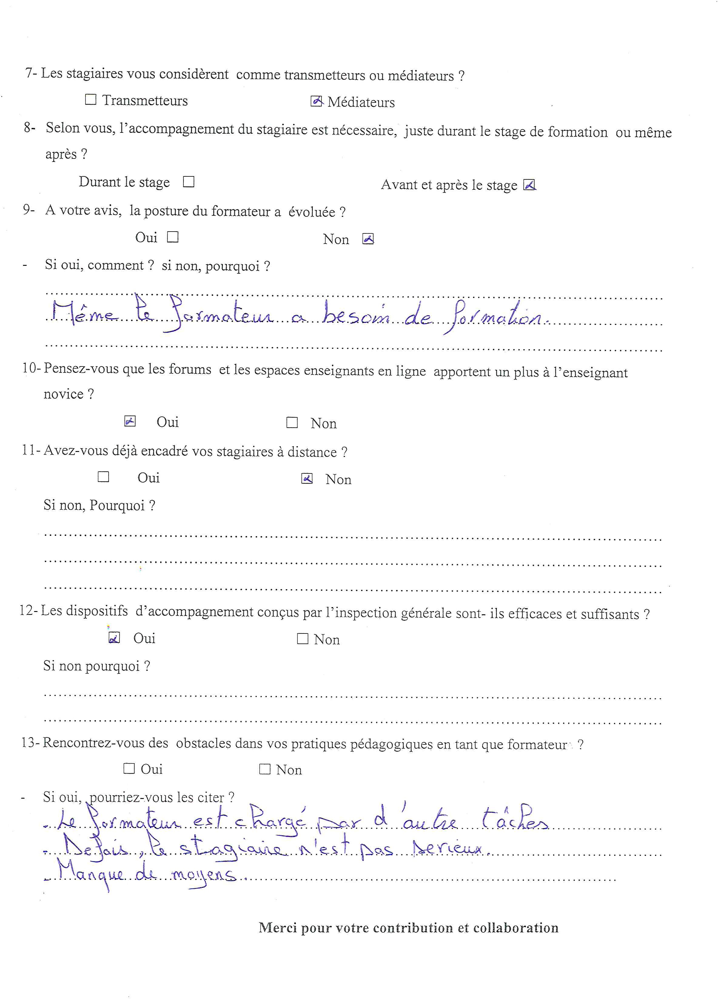 7- Les stagiaires vous considèrent comme transmetteurs ou médiateurs ?
☐ Transmetteurs ☒ Médiateurs
8- Selon vous, l'accompagnement du stagiaire est nécessaire, juste durant le stage de formation ou même
après ?
Durant le stage ☐ Avant et après le stage ☒
9- A votre avis, la posture du formateur a évoluée ?
Oui ☐ Non ☒
- Si oui, comment ? si non, pourquoi ?
Même le formateur a besoin de formation.
10- Pensez-vous que les forums et les espaces enseignants en ligne apportent un plus à l'enseignant
novice ?
☒ Oui ☐ Non
11- Avez-vous déjà encadré vos stagiaires à distance ?
☐ Oui ☒ Non
Si non, Pourquoi ?
12- Les dispositifs d'accompagnement conçus par l'inspection générale sont- ils efficaces et suffisants ?
☒ Oui ☐ Non
Si non pourquoi ?
13- Rencontrez-vous des obstacles dans vos pratiques pédagogiques en tant que formateur ?
☐ Oui ☐ Non
- Si oui, pourriez-vous les citer ?
- Le formateur est chargé par d'autre tâches
- Defois, le stagiaire n'est pas serieux.
- Manque de moyens.
Merci pour votre contribution et collaboration